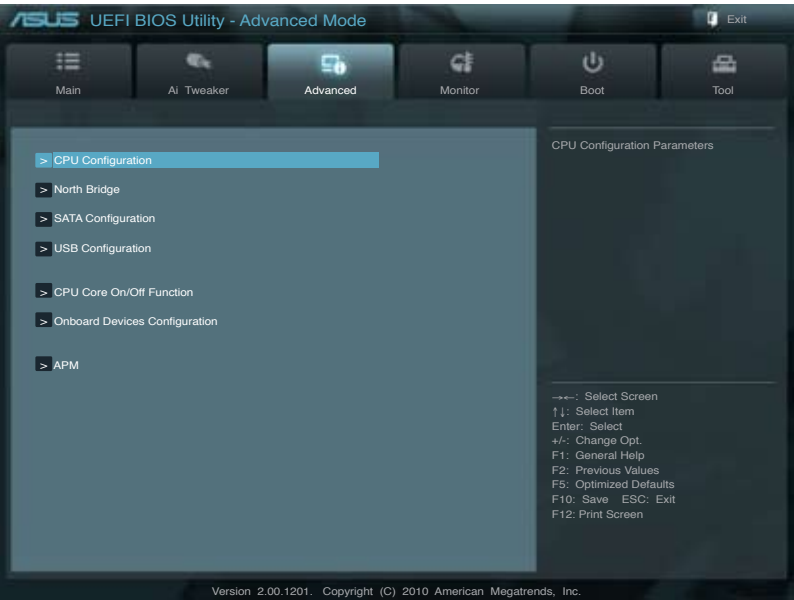 ASUS UEFI BIOS Utility - Advanced Mode
Exit
Main Ai Tweaker Advanced Monitor Boot Tool
> CPU Configuration
> North Bridge
> SATA Configuration
> USB Configuration
> CPU Core On/Off Function
> Onboard Devices Configuration
> APM
CPU Configuration Parameters
→←: Select Screen
↑↓: Select Item
Enter: Select
+/-: Change Opt.
F1: General Help
F2: Previous Values
F5: Optimized Defaults
F10: Save ESC: Exit
F12: Print Screen
Version 2.00.1201. Copyright (C) 2010 American Megatrends, Inc.